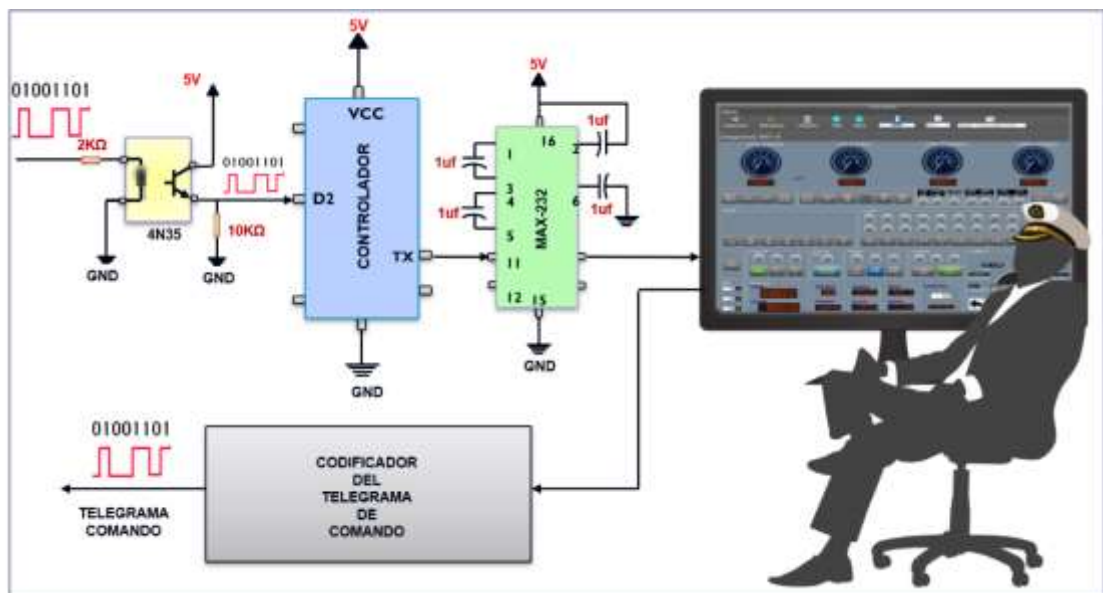 01001101
5V
2KΩ
4N35
GND
01001101
10KΩ
GND
5V
VCC
D2
CONTROLADOR
TX
GND
5V
16
1
2
1uf
1uf
3
4
6
1uf
1uf
5
MAX-232
11
12
15
GND
01001101
TELEGRAMA
COMANDO
CODIFICADOR
DEL
TELEGRAMA
DE
COMANDO